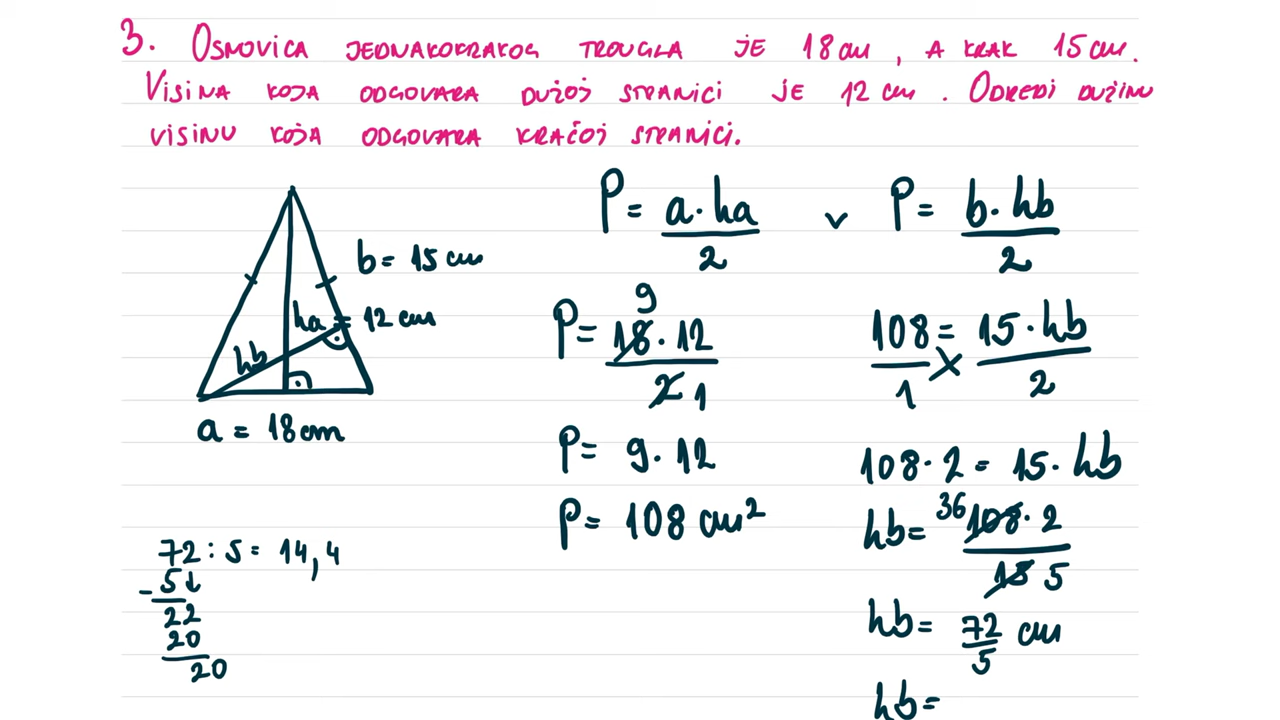 3. OSNOVICA JEDNAKOKRAKOG TROUGLA JE 18 cm, A KRAK 15 cm.
VISINA KOJA ODGOVARA DUŽOJ STRANICI JE 12 cm. ODREDI DUŽINU
VISINU KOJA ODGOVARA KRAĆOJ STRANICI.
b = 15 cm
ha = 12 cm
hb
a = 18 cm
72 : 5 = 14,4
- 5↓
22
20
20
P = a · ha / 2
P = 18 · 12 / 2 9 1
P = 9 · 12
P = 108 cm²
v
P = b · hb / 2
108 / 1 = 15 · hb / 2
108 · 2 = 15 · hb
hb = 36 108 · 2 / 15 5
hb = 72 / 5 cm
hb =